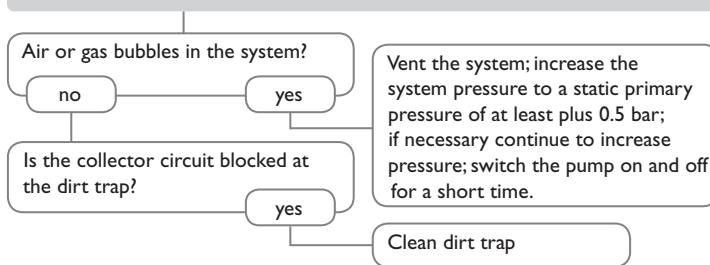 Air or gas bubbles in the system?
no
yes
Vent the system; increase the
system pressure to a static primary
pressure of at least plus 0.5 bar;
if necessary continue to increase
pressure; switch the pump on and off
for a short time.
Is the collector circuit blocked at
the dirt trap?
yes
Clean dirt trap